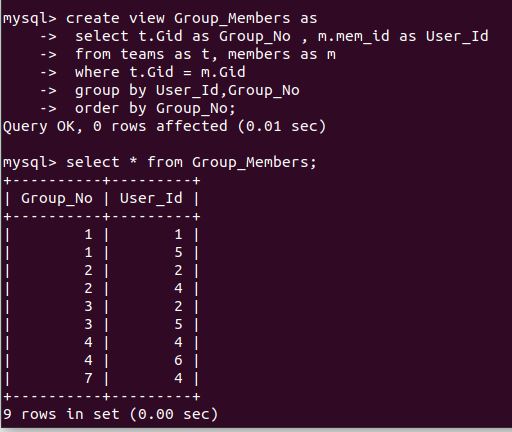 mysql> create view Group_Members as
    ->  select t.Gid as Group_No , m.mem_id as User_Id
    ->  from teams as t, members as m
    ->  where t.Gid = m.Gid
    ->  group by User_Id,Group_No
    ->  order by Group_No;
Query OK, 0 rows affected (0.01 sec)

mysql> select * from Group_Members;
+----------+---------+
| Group_No | User_Id |
+----------+---------+
|        1 |       1 |
|        1 |       5 |
|        2 |       2 |
|        2 |       4 |
|        3 |       2 |
|        3 |       5 |
|        4 |       4 |
|        4 |       6 |
|        7 |       4 |
+----------+---------+
9 rows in set (0.00 sec)